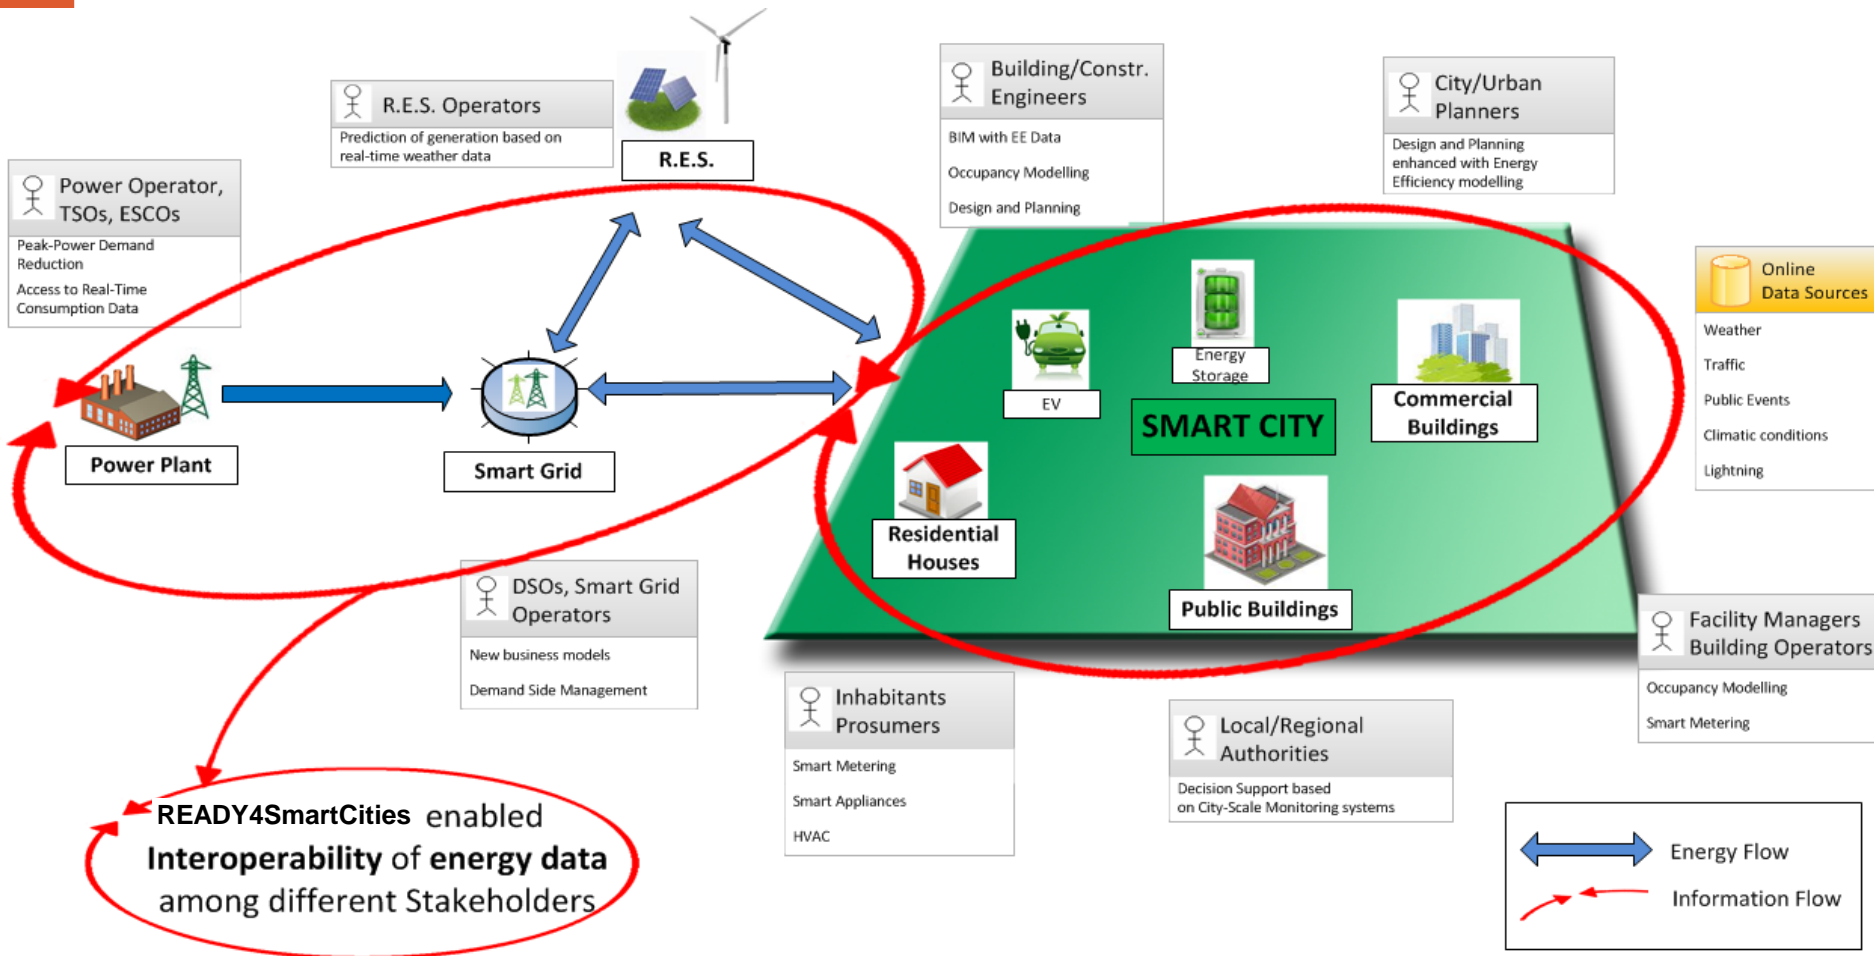 R.E.S. Operators
Prediction of generation based on
real-time weather data
R.E.S.
Building/Constr.
Engineers
BIM with EE Data
Occupancy Modelling
Design and Planning
City/Urban
Planners
Design and Planning
enhanced with Energy
Efficiency modelling
Power Operator,
TSOs, ESCOs
Peak-Power Demand
Reduction
Access to Real-Time
Consumption Data
Online
Data Sources
Weather
Traffic
Public Events
Climatic conditions
Lightning
Power Plant
Smart Grid
EV
Energy
Storage
SMART CITY
Commercial
Buildings
Residential
Houses
Public Buildings
DSOs, Smart Grid
Operators
New business models
Demand Side Management
Inhabitants
Prosumers
Smart Metering
Smart Appliances
HVAC
Local/Regional
Authorities
Decision Support based
on City-Scale Monitoring systems
Facility Managers
Building Operators
Occupancy Modelling
Smart Metering
READY4SmartCities enabled
Interoperability of energy data
among different Stakeholders
Energy Flow
Information Flow